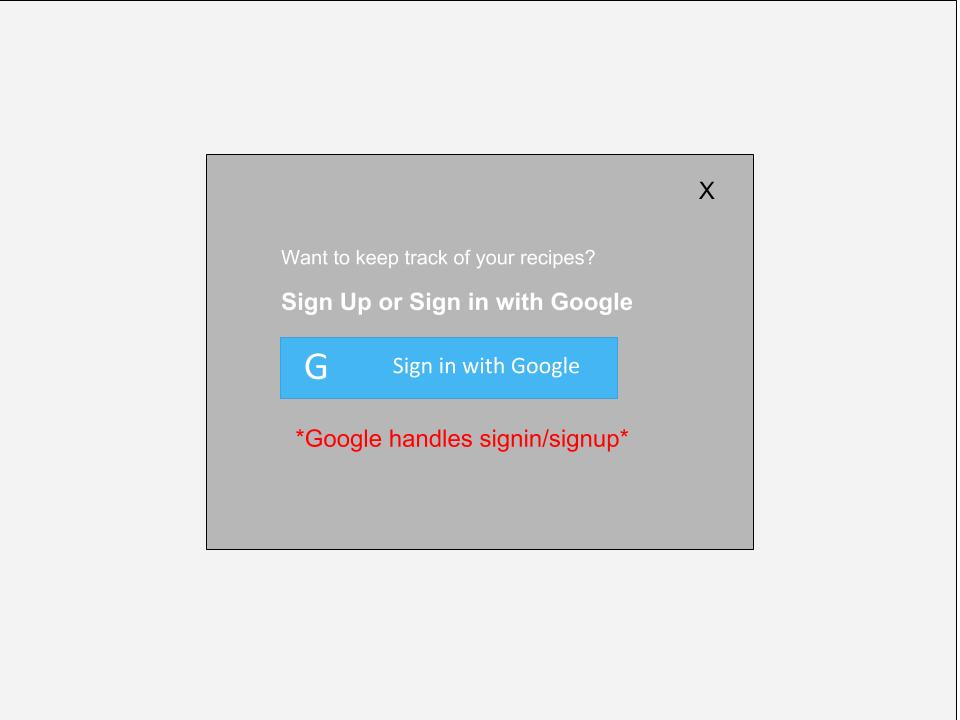 X
Want to keep track of your recipes?
Sign Up or Sign in with Google
G Sign in with Google
*Google handles signin/signup*